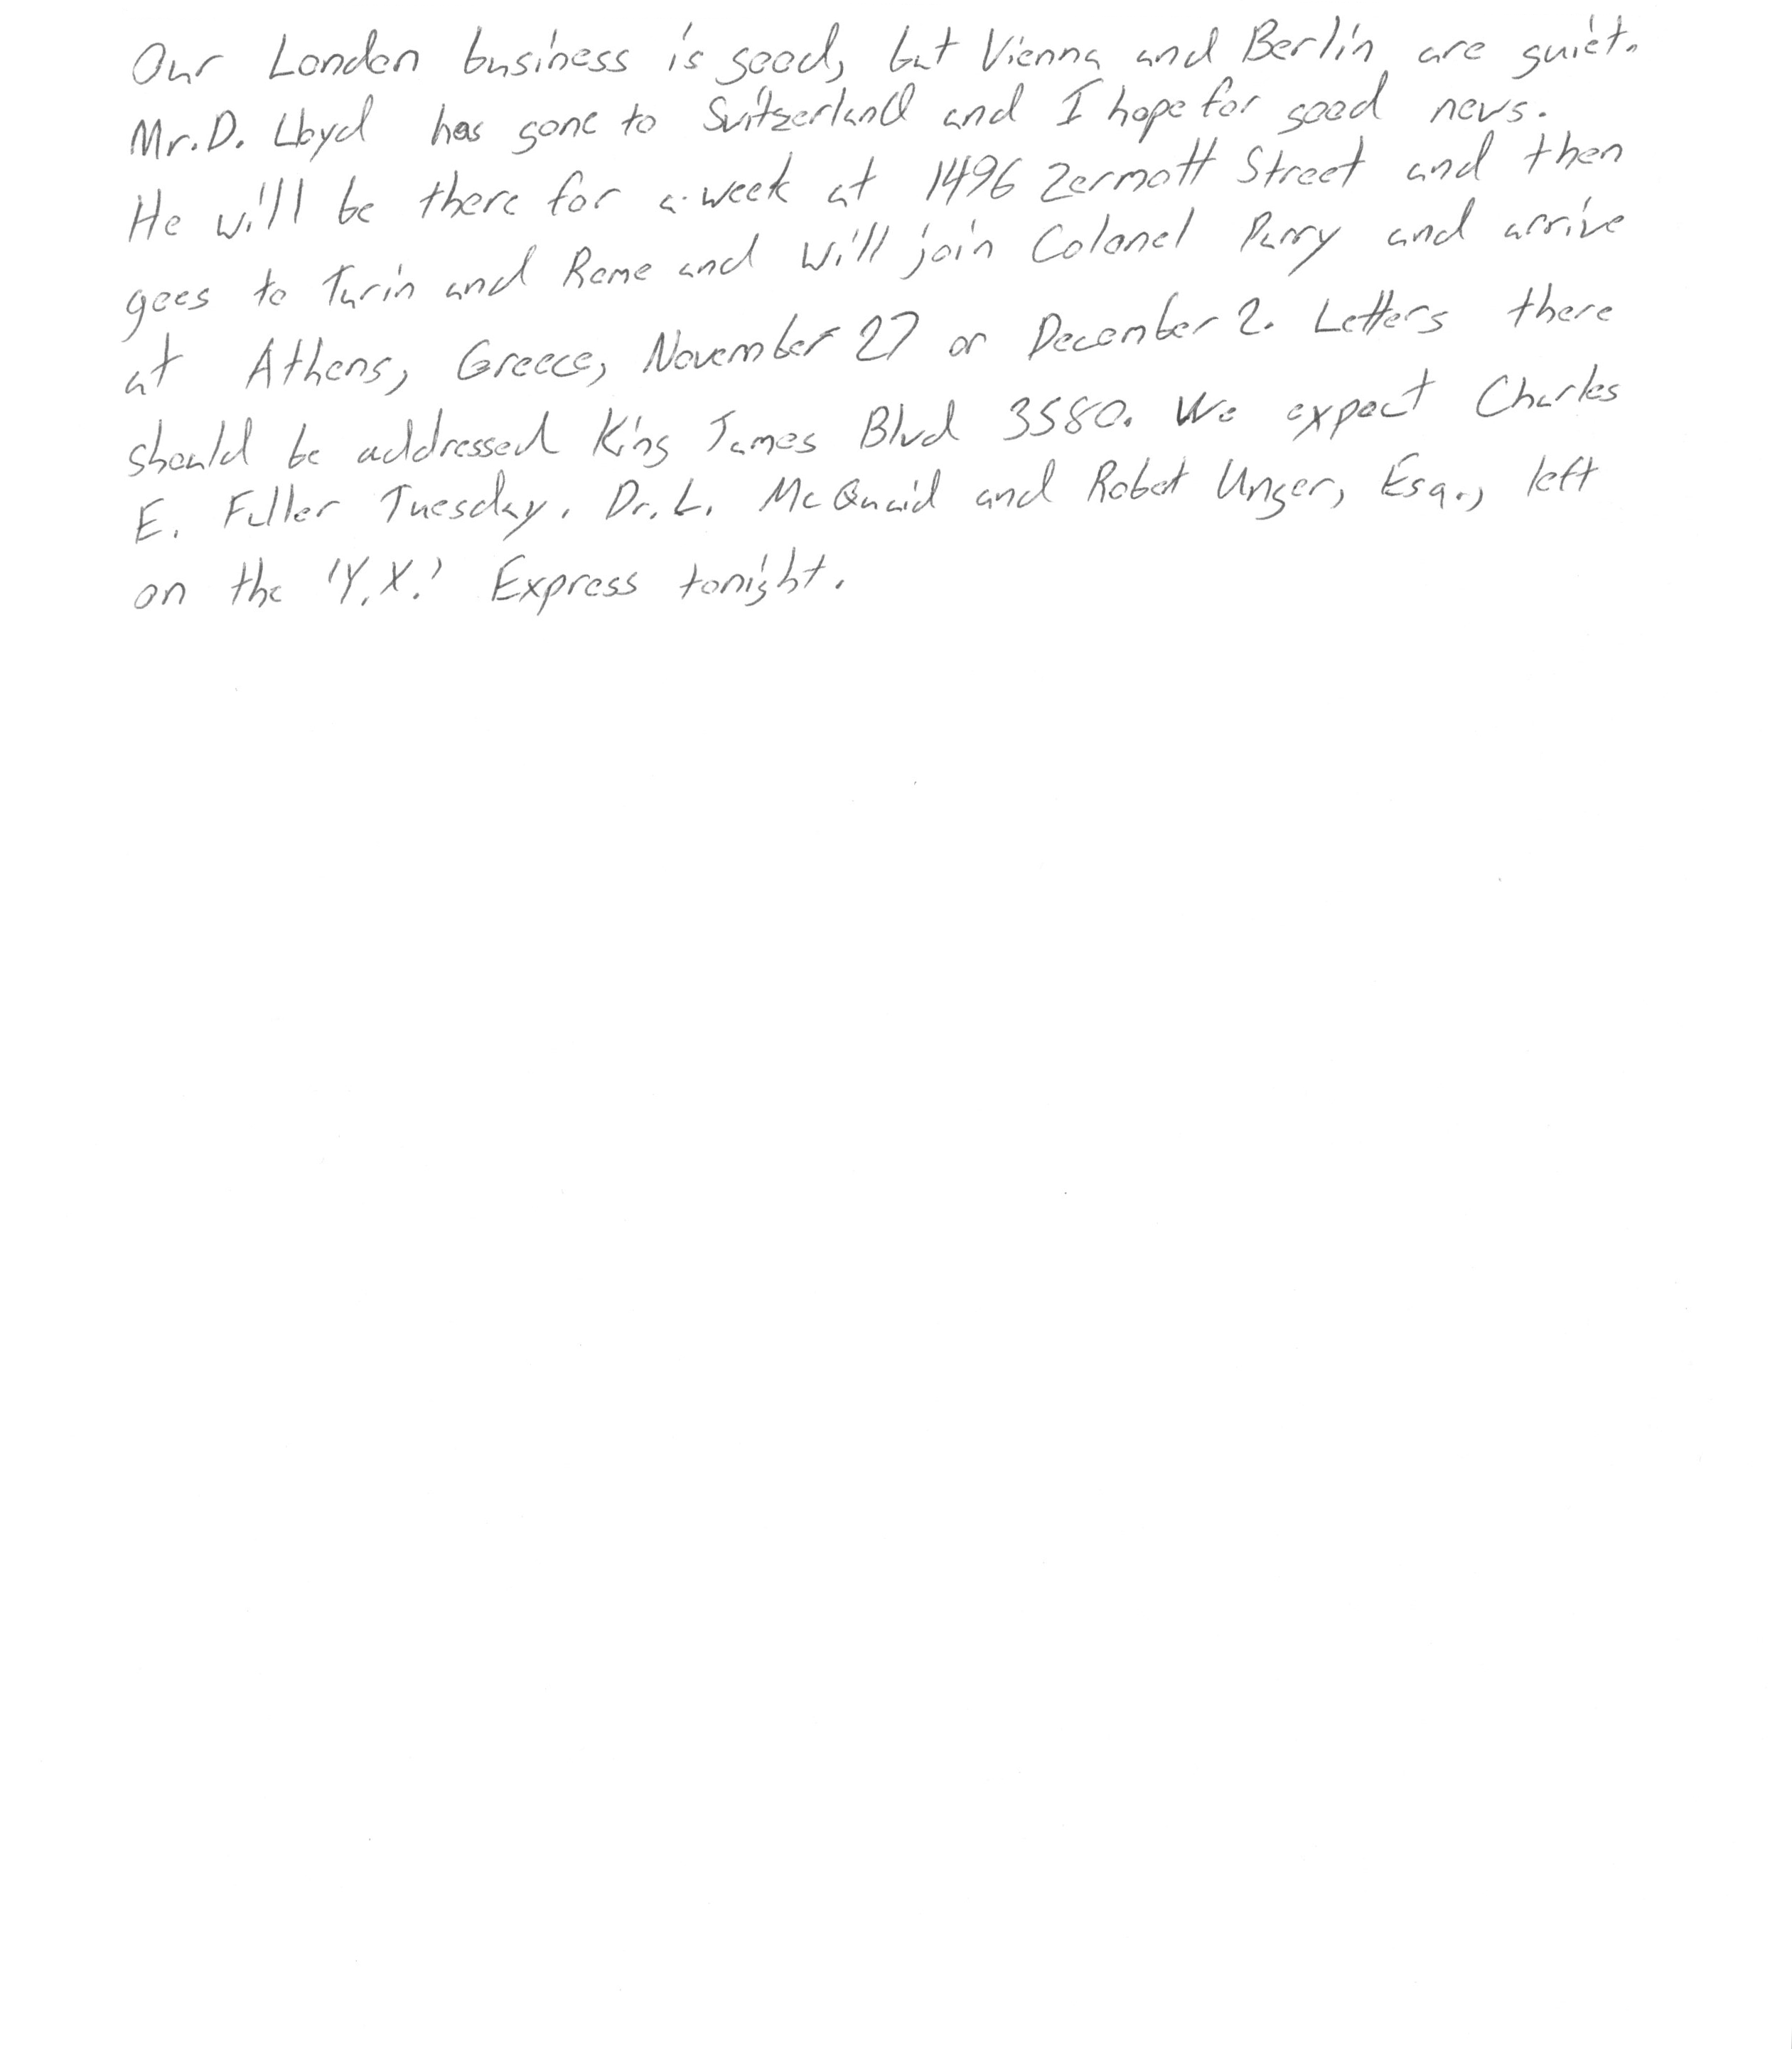 Our London business is good, but Vienna and Berlin are quiet.
Mr. D. Lloyd has gone to Switzerland and I hope for good news.
He will be there for a week at 1496 Zermott Street and then
goes to Turin and Rome and will join Colonel Parry and arrive
at Athens, Greece, November 27 or December 2. Letters there
should be addressed King James Blvd 3580. We expect Charles
E. Fuller Tuesday. Dr. L. McQuaid and Robert Unger, Esq., left
on the 'Y.X.' Express tonight.